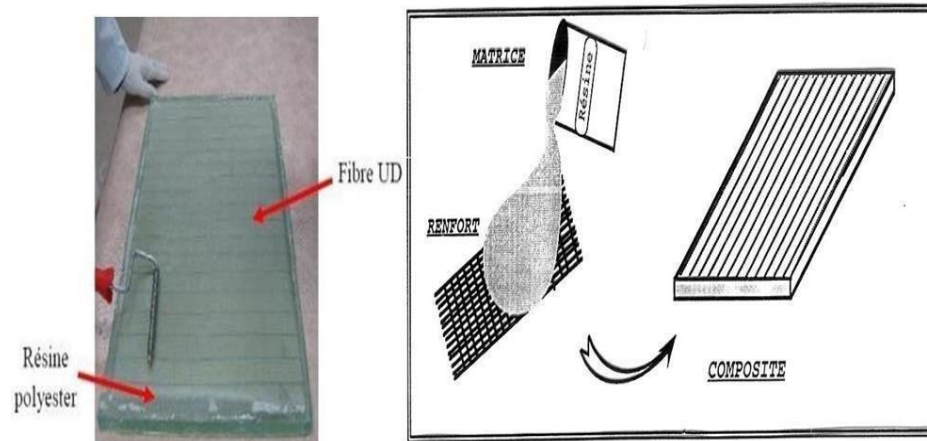 Fibre UD
Résine
polyester
MATRICE
Résine
RENFORT
COMPOSITE